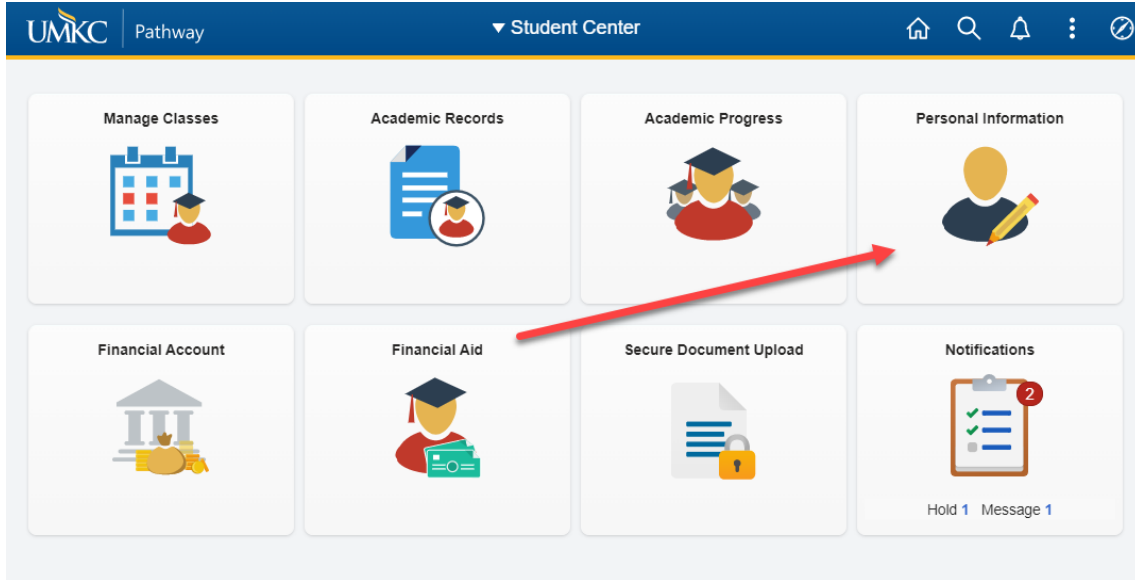 UMKC Pathway
▼ Student Center
Manage Classes
Academic Records
Academic Progress
Personal Information
Financial Account
Financial Aid
Secure Document Upload
Notifications
2
Hold 1 Message 1